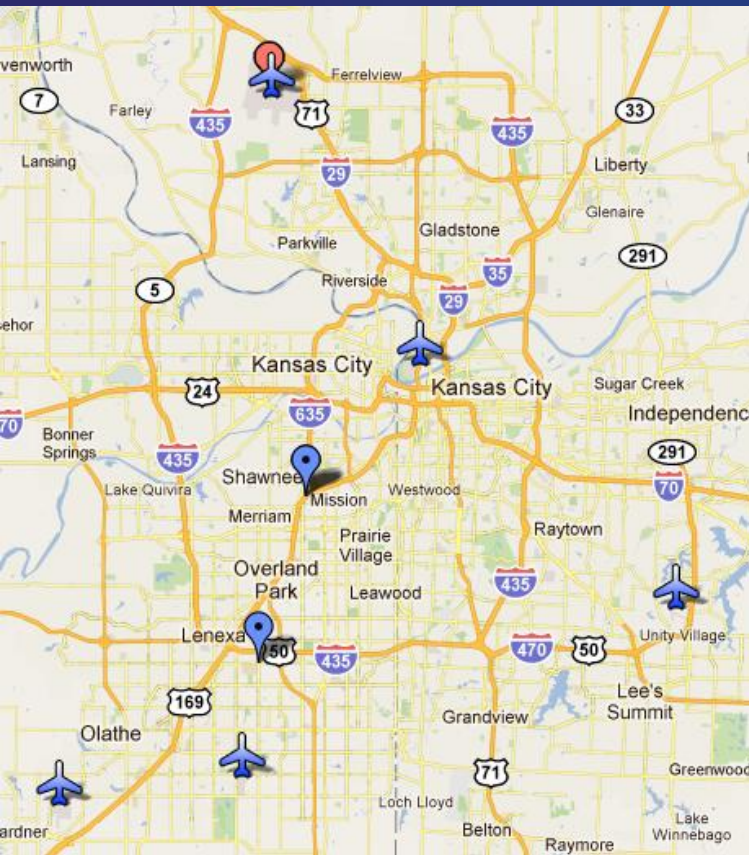 venworth
Ferrelview
7
Farley
71
33
435
435
Lansing
29
Liberty
Glenaire
Gladstone
Parkville
291
35
Riverside
5
29
sehor
Kansas City
Kansas City
24
Sugar Creek
635
Independenc
70
Bonner
Springs
291
435
Shawnee
70
Lake Quivira
Mission
Westwood
Merriam
Prairie
Village
Raytown
Overland
Park
435
Leawood
Lenexa
Unity Village
50
435
470
50
169
Lee's
Summit
Grandview
Olathe
71
Greenwood
Loch Lloyd
ardner
Belton
Lake
Winnebago
Raymore